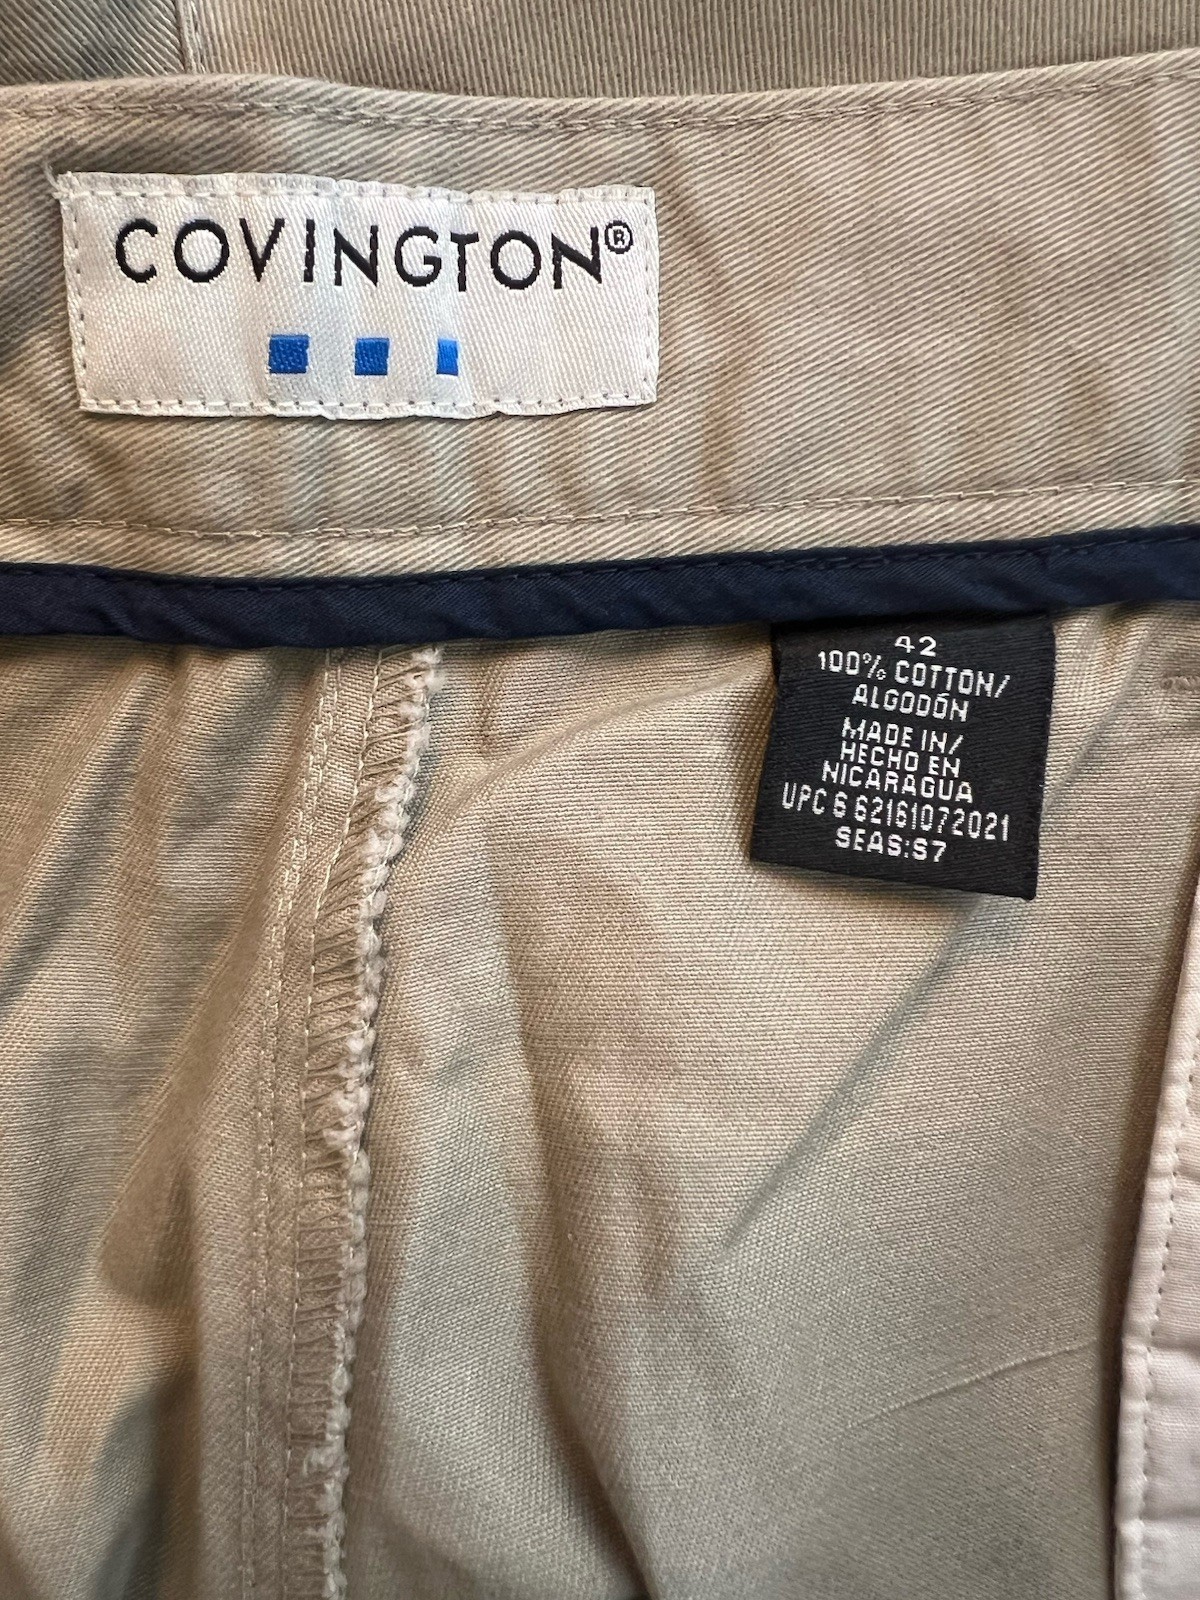 COVINGTON®
42
100% COTTON/
ALGODÓN
MADE IN/
HECHO EN
NICARAGUA
UPC 6 62161072021
SEAS:S7